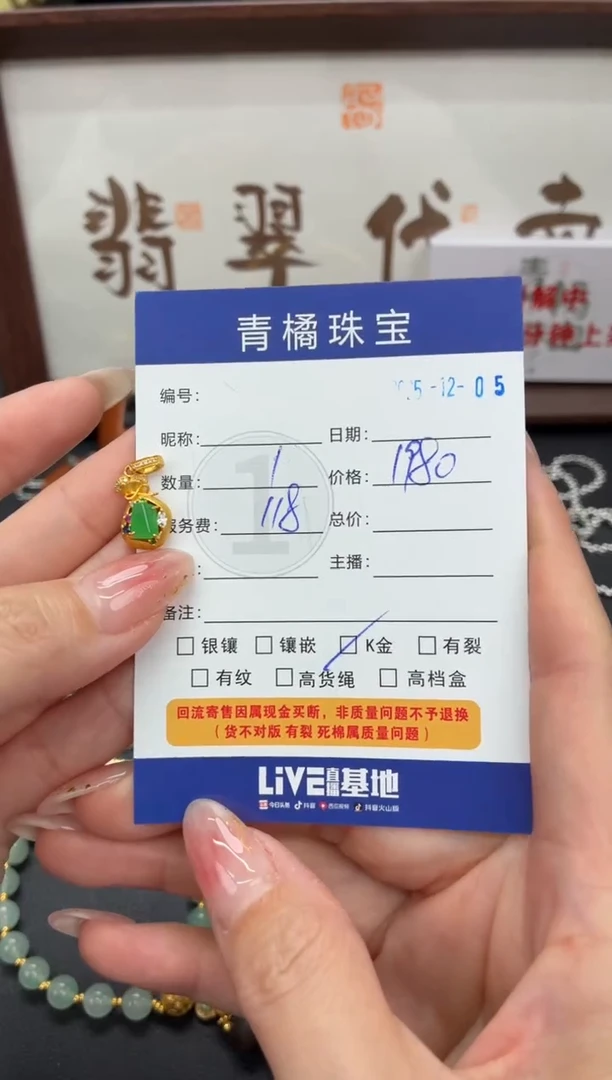 翡翠代
青橘珠宝
编号：
5-12-05
昵称： 日期：
数量： 1 价格： 1980
服务费： 118 总价：
： 主播：
备注：
□银镶 □镶嵌 □K金 □有裂
□有纹 □高货绳 □高档盒
回流寄售因属现金买断，非质量问题不予退换
（货不对版 有裂 死棉属质量问题）
LIVE直播基地
今日头条 抖音 西瓜视频 抖音火山版